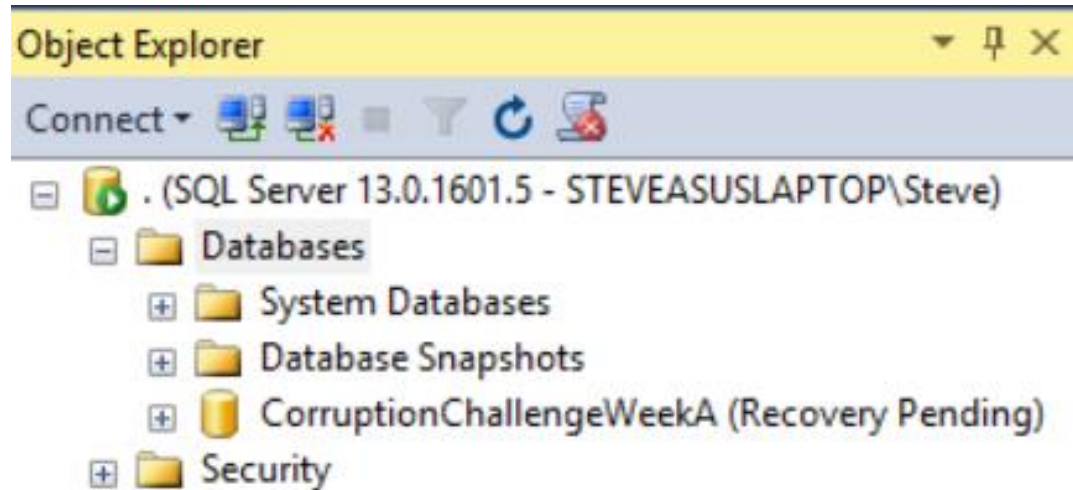 Object Explorer
Connect
. (SQL Server 13.0.1601.5 - STEVEASUSLAPTOP\Steve)
Databases
System Databases
Database Snapshots
CorruptionChallengeWeekA (Recovery Pending)
Security